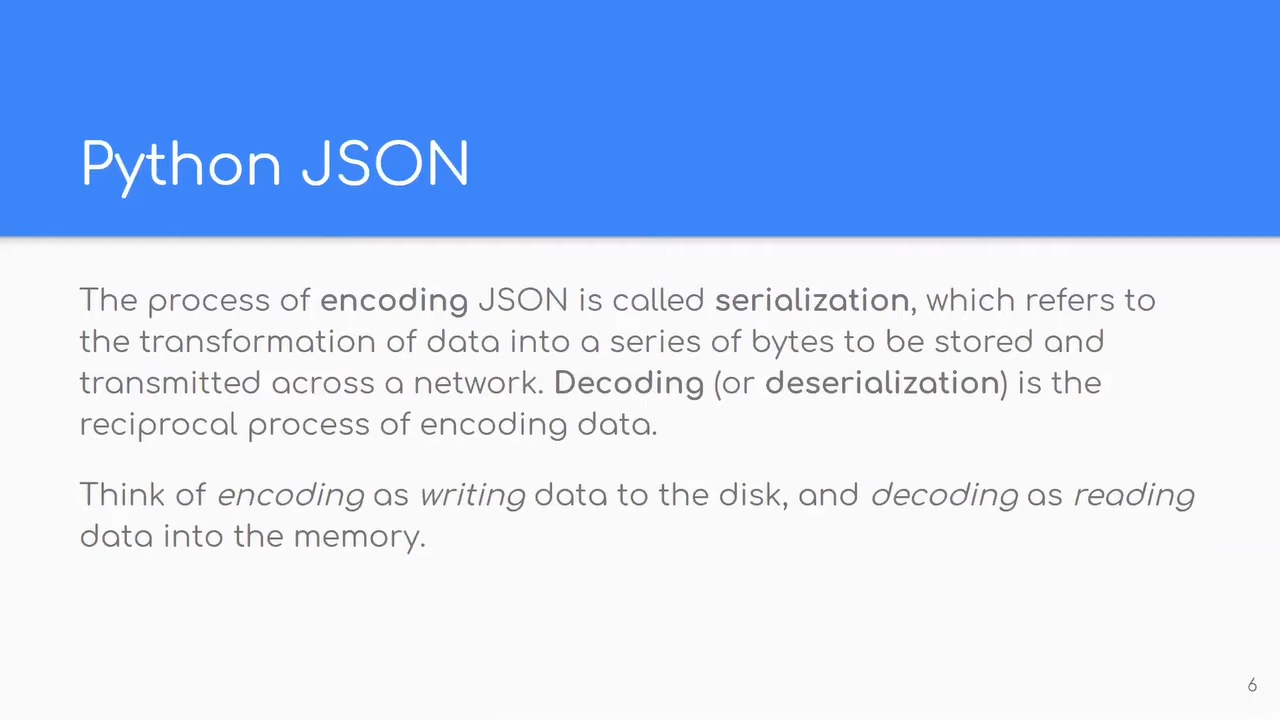 Python JSON
The process of encoding JSON is called serialization, which refers to
the transformation of data into a series of bytes to be stored and
transmitted across a network. Decoding (or deserialization) is the
reciprocal process of encoding data.
Think of encoding as writing data to the disk, and decoding as reading
data into the memory.
6